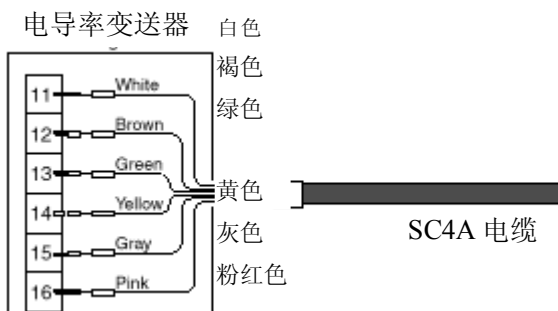 电导率变送器
白色
褐色
绿色
11 White
12 Brown
13 Green
14 Yellow
15 Gray
16 Pink
黄色
灰色
粉红色
SC4A 电缆